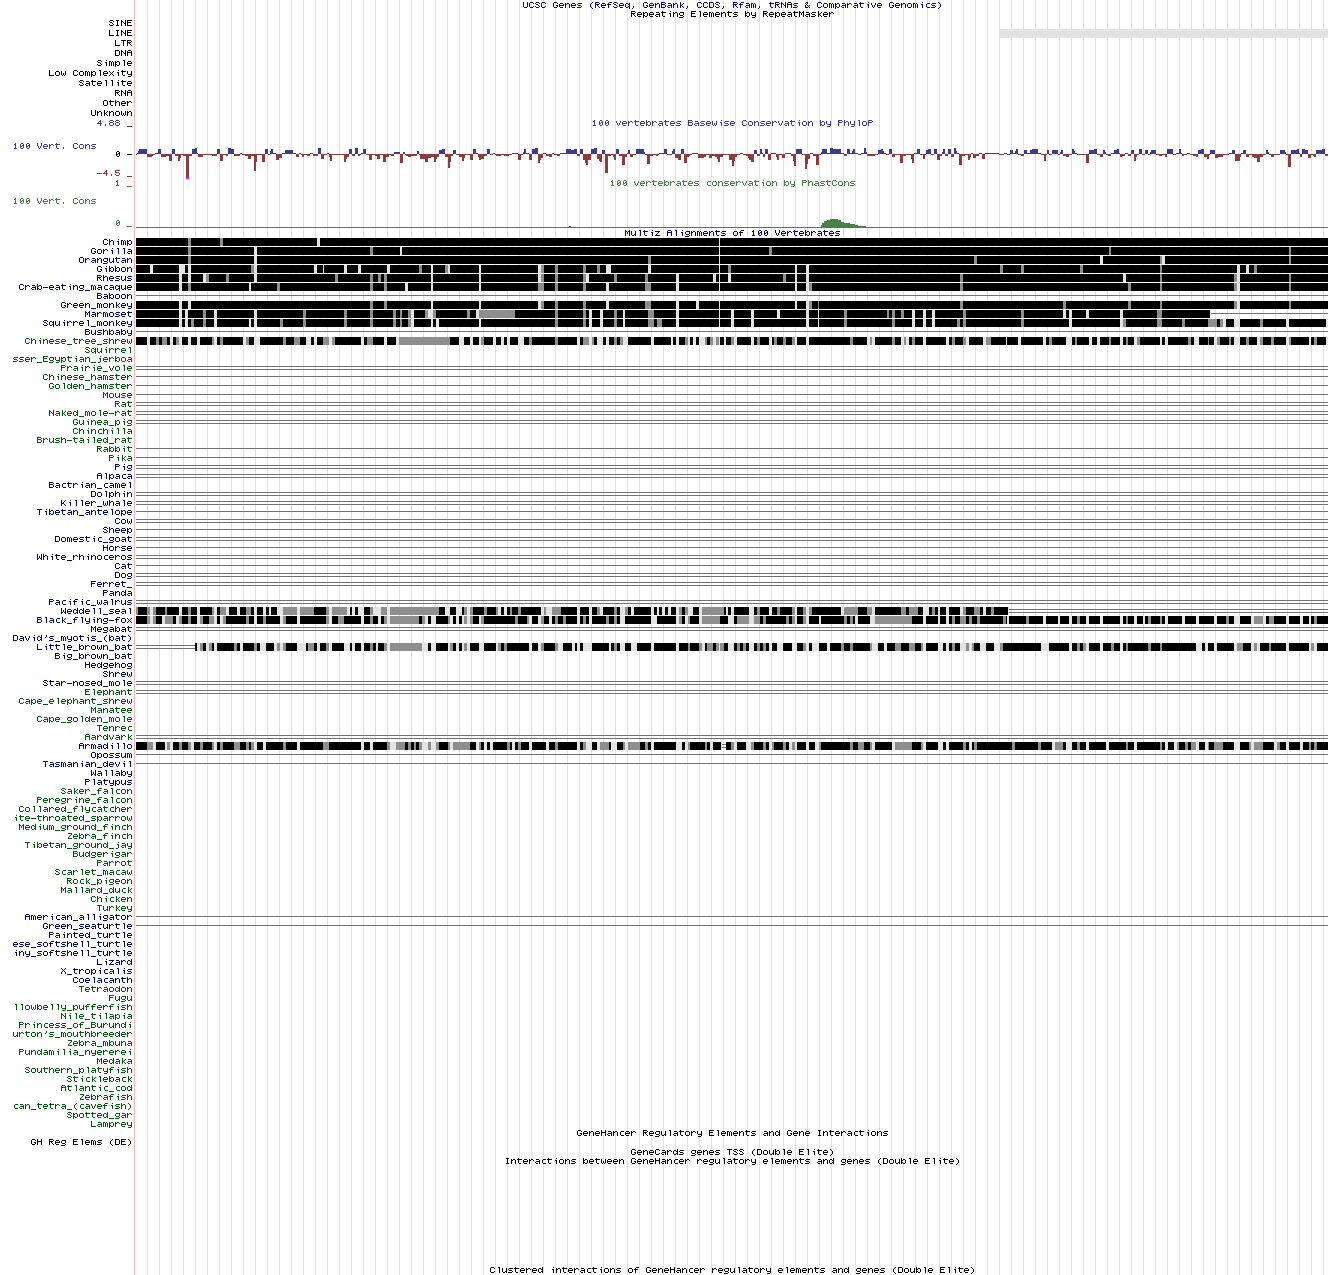 UCSC Genes (RefSeq, GenBank, CCDS, Rfam, tRNAs & Comparative Genomics)
Repeating Elements by RepeatMasker
SINE
LINE
LTR
DNA
Simple
Low Complexity
Satellite
RNA
Other
Unknown
4.88 _
100 vertebrates Basewise Conservation by PhyloP
100 Vert. Cons
0 -
-4.5 _
1 _
100 vertebrates conservation by PhastCons
100 Vert. Cons
0 _
Multiz Alignments of 100 Vertebrates
Chimp
Gorilla
Orangutan
Gibbon
Rhesus
Crab-eating_macaque
Baboon
Green_monkey
Marmoset
Squirrel_monkey
Bushbaby
Chinese_tree_shrew
Squirrel
sser_Egyptian_jerboa
Prairie_vole
Chinese_hamster
Golden_hamster
Mouse
Rat
Naked_mole-rat
Guinea_pig
Chinchilla
Brush-tailed_rat
Rabbit
Pika
Pig
Alpaca
Bactrian_camel
Dolphin
Killer_whale
Tibetan_antelope
Cow
Sheep
Domestic_goat
Horse
White_rhinoceros
Cat
Dog
Ferret_
Panda
Pacific_walrus
Weddell_seal
Black_flying-fox
Megabat
David's_myotis_(bat)
Little_brown_bat
Big_brown_bat
Hedgehog
Shrew
Star-nosed_mole
Elephant
Cape_elephant_shrew
Manatee
Cape_golden_mole
Tenrec
Aardvark
Armadillo
Opossum
Tasmanian_devil
Wallaby
Platypus
Saker_falcon
Peregrine_falcon
Collared_flycatcher
ite-throated_sparrow
Medium_ground_finch
Zebra_finch
Tibetan_ground_jay
Budgerigar
Parrot
Scarlet_macaw
Rock_pigeon
Mallard_duck
Chicken
Turkey
American_alligator
Green_seaturtle
Painted_turtle
ese_softshell_turtle
iny_softshell_turtle
Lizard
X_tropicalis
Coelacanth
Tetraodon
Fugu
llowbelly_pufferfish
Nile_tilapia
Princess_of_Burundi
urton's_mouthbreeder
Zebra_mbuna
Pundamilia_nyererei
Medaka
Southern_platyfish
Stickleback
Atlantic_cod
Zebrafish
can_tetra_(cavefish)
Spotted_gar
Lamprey
GeneHancer Regulatory Elements and Gene Interactions
GH Reg Elems (DE)
GeneCards genes TSS (Double Elite)
Interactions between GeneHancer regulatory elements and genes (Double Elite)
Clustered interactions of GeneHancer regulatory elements and genes (Double Elite)